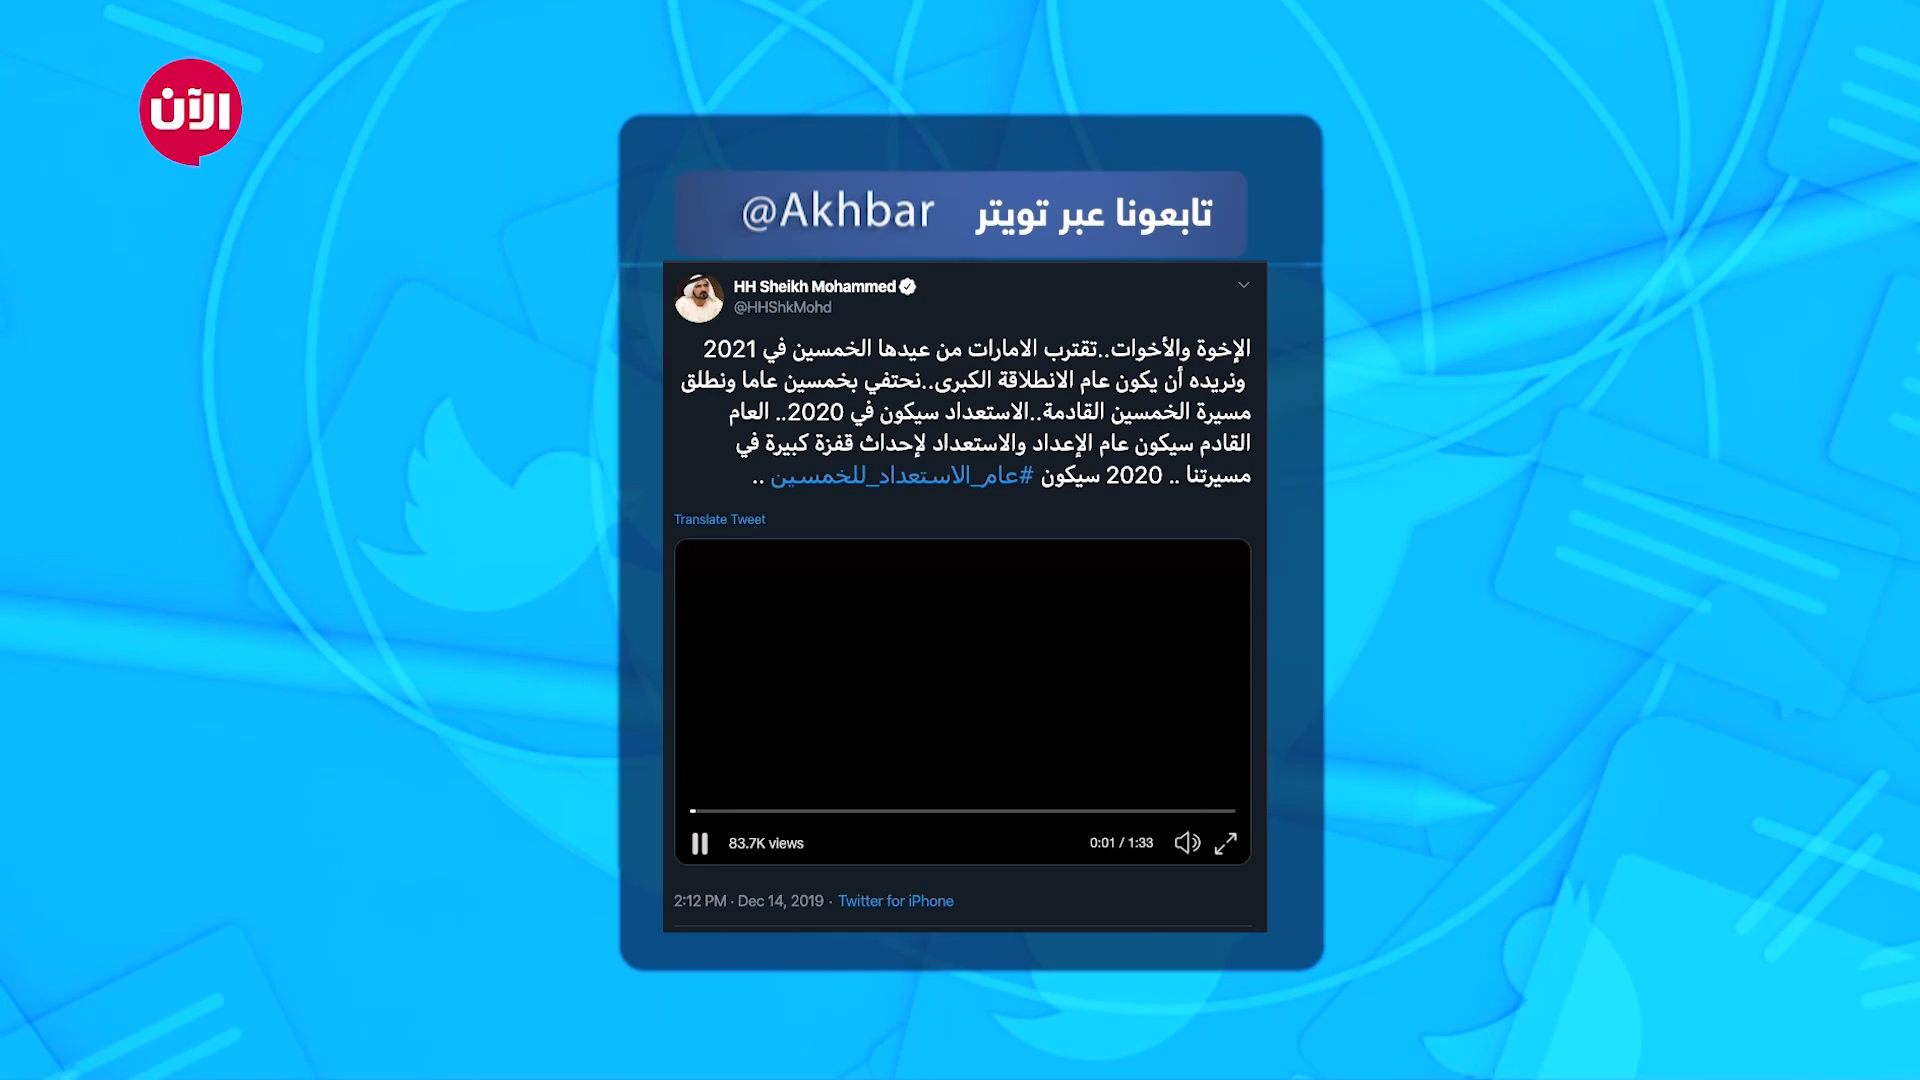 الآن
تابعونا عبر تويتر @Akhbar
HH Sheikh Mohammed
@HHShkMohd
الإخوة والأخوات..تقترب الامارات من عيدها الخمسين في 2021
ونريده أن يكون عام الانطلاقة الكبرى..نحتفي بخمسين عاما ونطلق
مسيرة الخمسين القادمة..الاستعداد سيكون في 2020.. العام
القادم سيكون عام الإعداد والاستعداد لإحداث قفزة كبيرة في
مسيرتنا .. 2020 سيكون #عام_الاستعداد_للخمسين ..
Translate Tweet
83.7K views 0:01 / 1:33
2:12 PM · Dec 14, 2019 · Twitter for iPhone